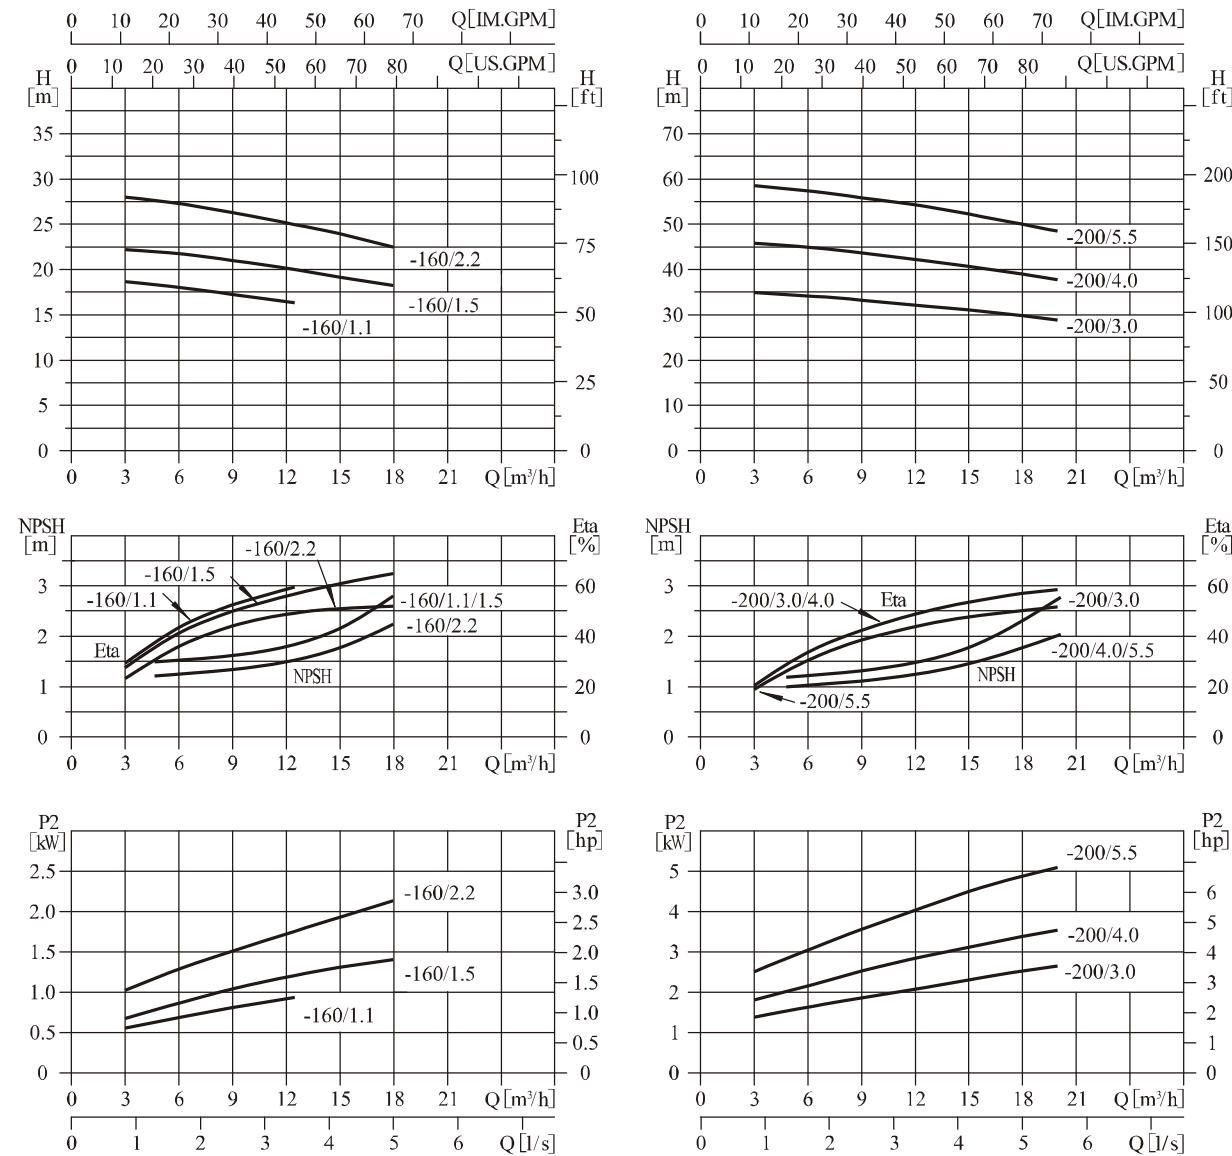 0 10 20 30 40 50 60 70 Q[IM.GPM]
0 10 20 30 40 50 60 70 80 Q[US.GPM]
H
[m]
H
[ft]
35
30
25
20
15
10
5
0
100
75
50
25
0
-160/2.2
-160/1.5
-160/1.1
0 3 6 9 12 15 18 21 Q[m³/h]
0 10 20 30 40 50 60 70 Q[IM.GPM]
0 10 20 30 40 50 60 70 80 Q[US.GPM]
H
[m]
H
[ft]
70
60
50
40
30
20
10
0
200
150
100
50
0
-200/5.5
-200/4.0
-200/3.0
0 3 6 9 12 15 18 21 Q[m³/h]
NPSH
[m]
Eta
[%]
3
2
1
0
60
40
20
0
-160/2.2
-160/1.5
-160/1.1
-160/1.1/1.5
-160/2.2
Eta
NPSH
0 3 6 9 12 15 18 21 Q[m³/h]
NPSH
[m]
Eta
[%]
3
2
1
0
60
40
20
0
-200/3.0/4.0
Eta
-200/3.0
-200/4.0/5.5
NPSH
-200/5.5
0 3 6 9 12 15 18 21 Q[m³/h]
P2
[kW]
P2
[hp]
2.5
2.0
1.5
1.0
0.5
0
3.0
2.5
2.0
1.5
1.0
0.5
0
-160/2.2
-160/1.5
-160/1.1
0 3 6 9 12 15 18 21 Q[m³/h]
0 1 2 3 4 5 6 Q[l/s]
P2
[kW]
P2
[hp]
5
4
3
2
1
0
6
5
4
3
2
1
0
-200/5.5
-200/4.0
-200/3.0
0 3 6 9 12 15 18 21 Q[m³/h]
0 1 2 3 4 5 6 Q[l/s]